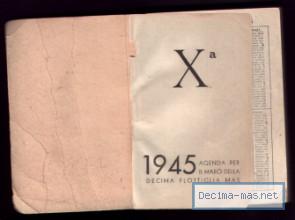 Xª
1945 AGENDA PER
IL MARÒ DELLA
DECIMA FLOTTIGLIA MAS
Decima-mas.net